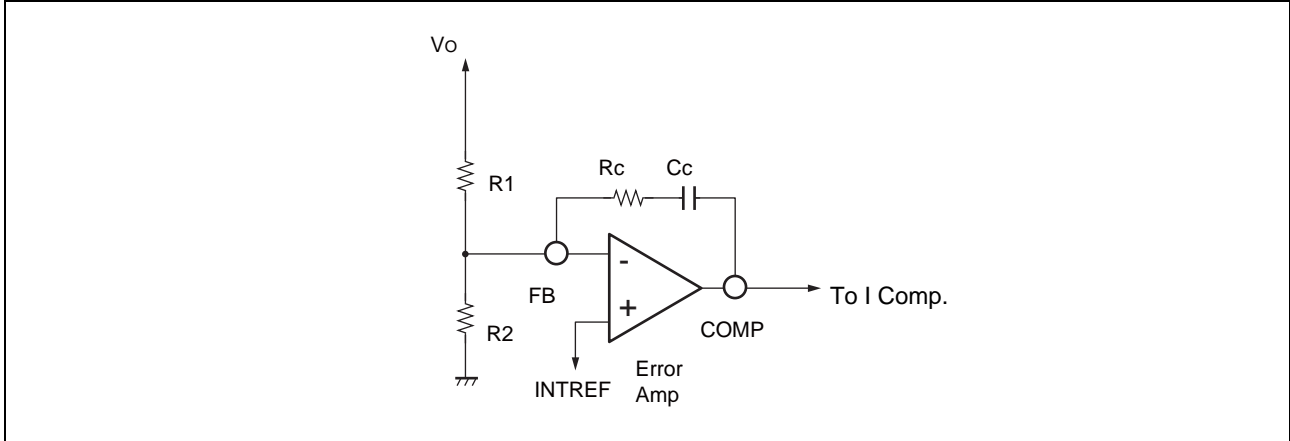 Vo
R1
Rc
Cc
-
FB
+
R2
COMP
To I Comp.
INTREF
Error
Amp